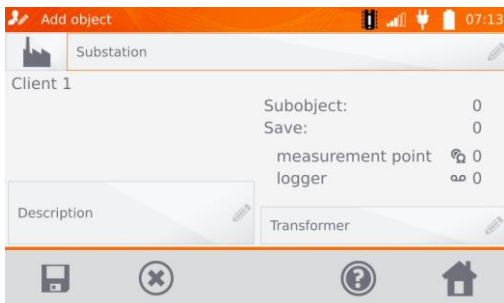 Add object 07:13
Substation
Client 1
Subobject: 0
Save: 0
measurement point 0
logger 0
Description
Transformer